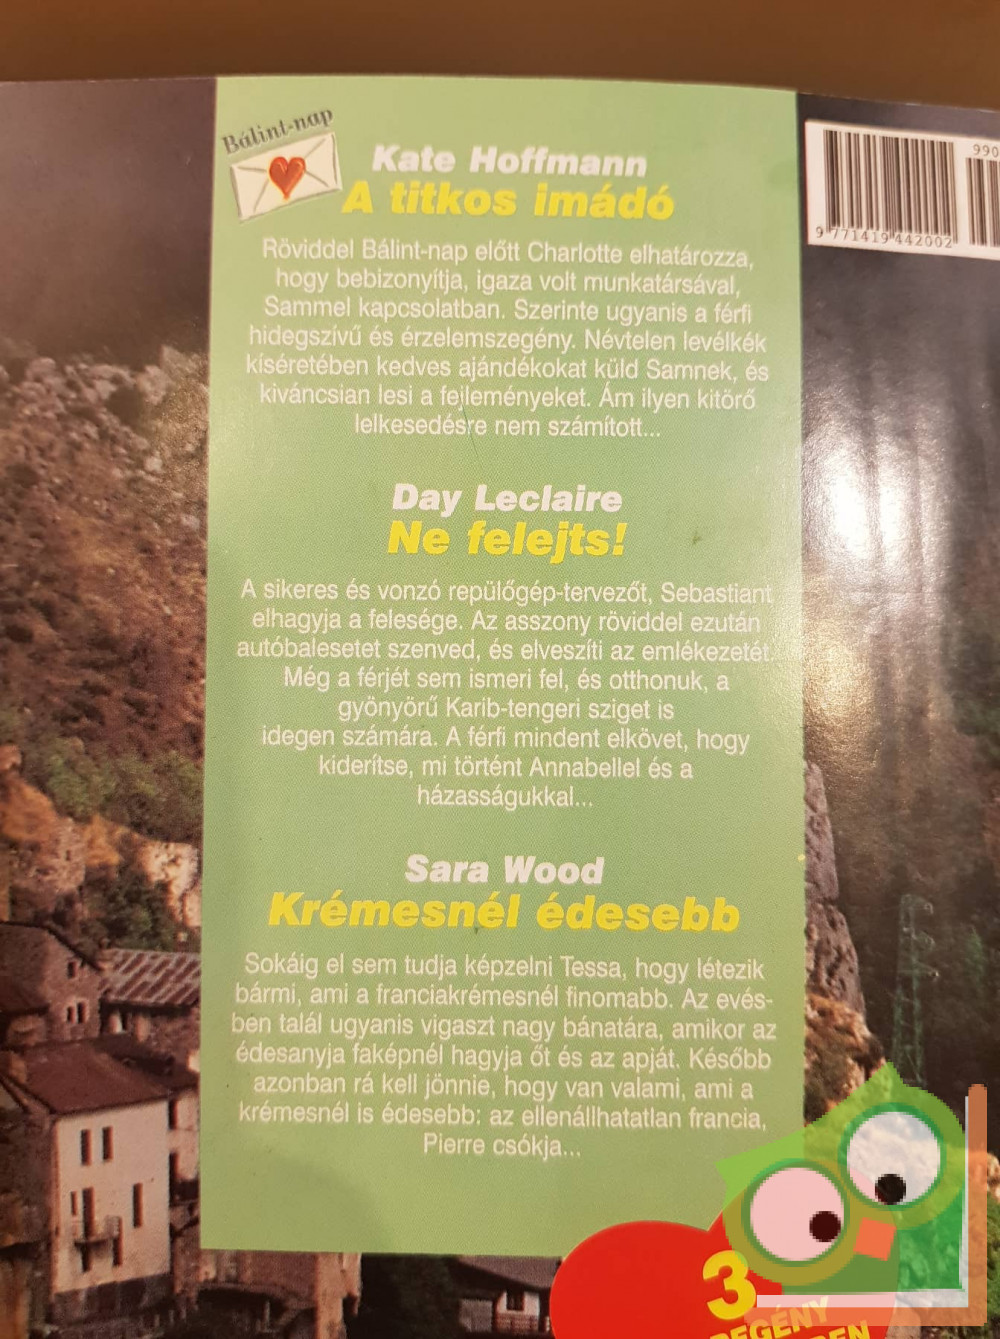 Bálint-nap
Kate Hoffmann
A titkos imádó
Röviddel Bálint-nap előtt Charlotte elhatározza,
hogy bebizonyítja, igaza volt munkatársával,
Sammel kapcsolatban. Szerinte ugyanis a férfi
hidegszívű és érzelemszegény. Névtelen levélkék
kíséretében kedves ajándékokat küld Samnek, és
kiváncsian lesi a fejleményeket. Ám ilyen kitörő
lelkesedésre nem számított...
990
9 771419 442002
Day Leclaire
Ne felejts!
A sikeres és vonzó repülőgép-tervezőt, Sebastiant
elhagyja a felesége. Az asszony röviddel ezután
autóbalesetet szenved, és elveszíti az emlékezetét.
Még a férjét sem ismeri fel, és otthonuk, a
gyönyörű Karib-tengeri sziget is
idegen számára. A férfi mindent elkövet, hogy
kiderítse, mi történt Annabellel és a
házasságukkal...
Sara Wood
Krémesnél édesebb
Sokáig el sem tudja képzelni Tessa, hogy létezik
bármi, ami a franciakrémesnél finomabb. Az evés-
ben talál ugyanis vigaszt nagy bánatára, amikor az
édesanyja faképnél hagyja őt és az apját. Később
azonban rá kell jönnie, hogy van valami, ami a
krémesnél is édesebb: az ellenállhatatlan francia,
Pierre csókja...
3
REGÉNY